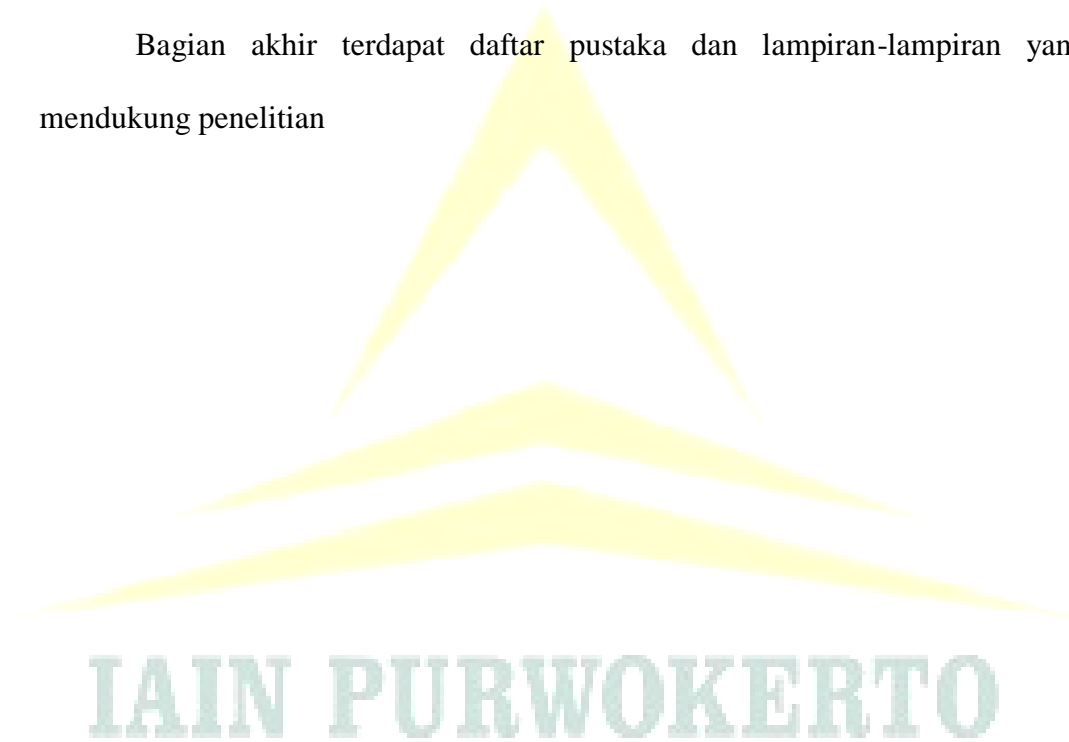 Bagian akhir terdapat daftar pustaka dan lampiran-lampiran yan
mendukung penelitian
IAIN PURWOKERTO